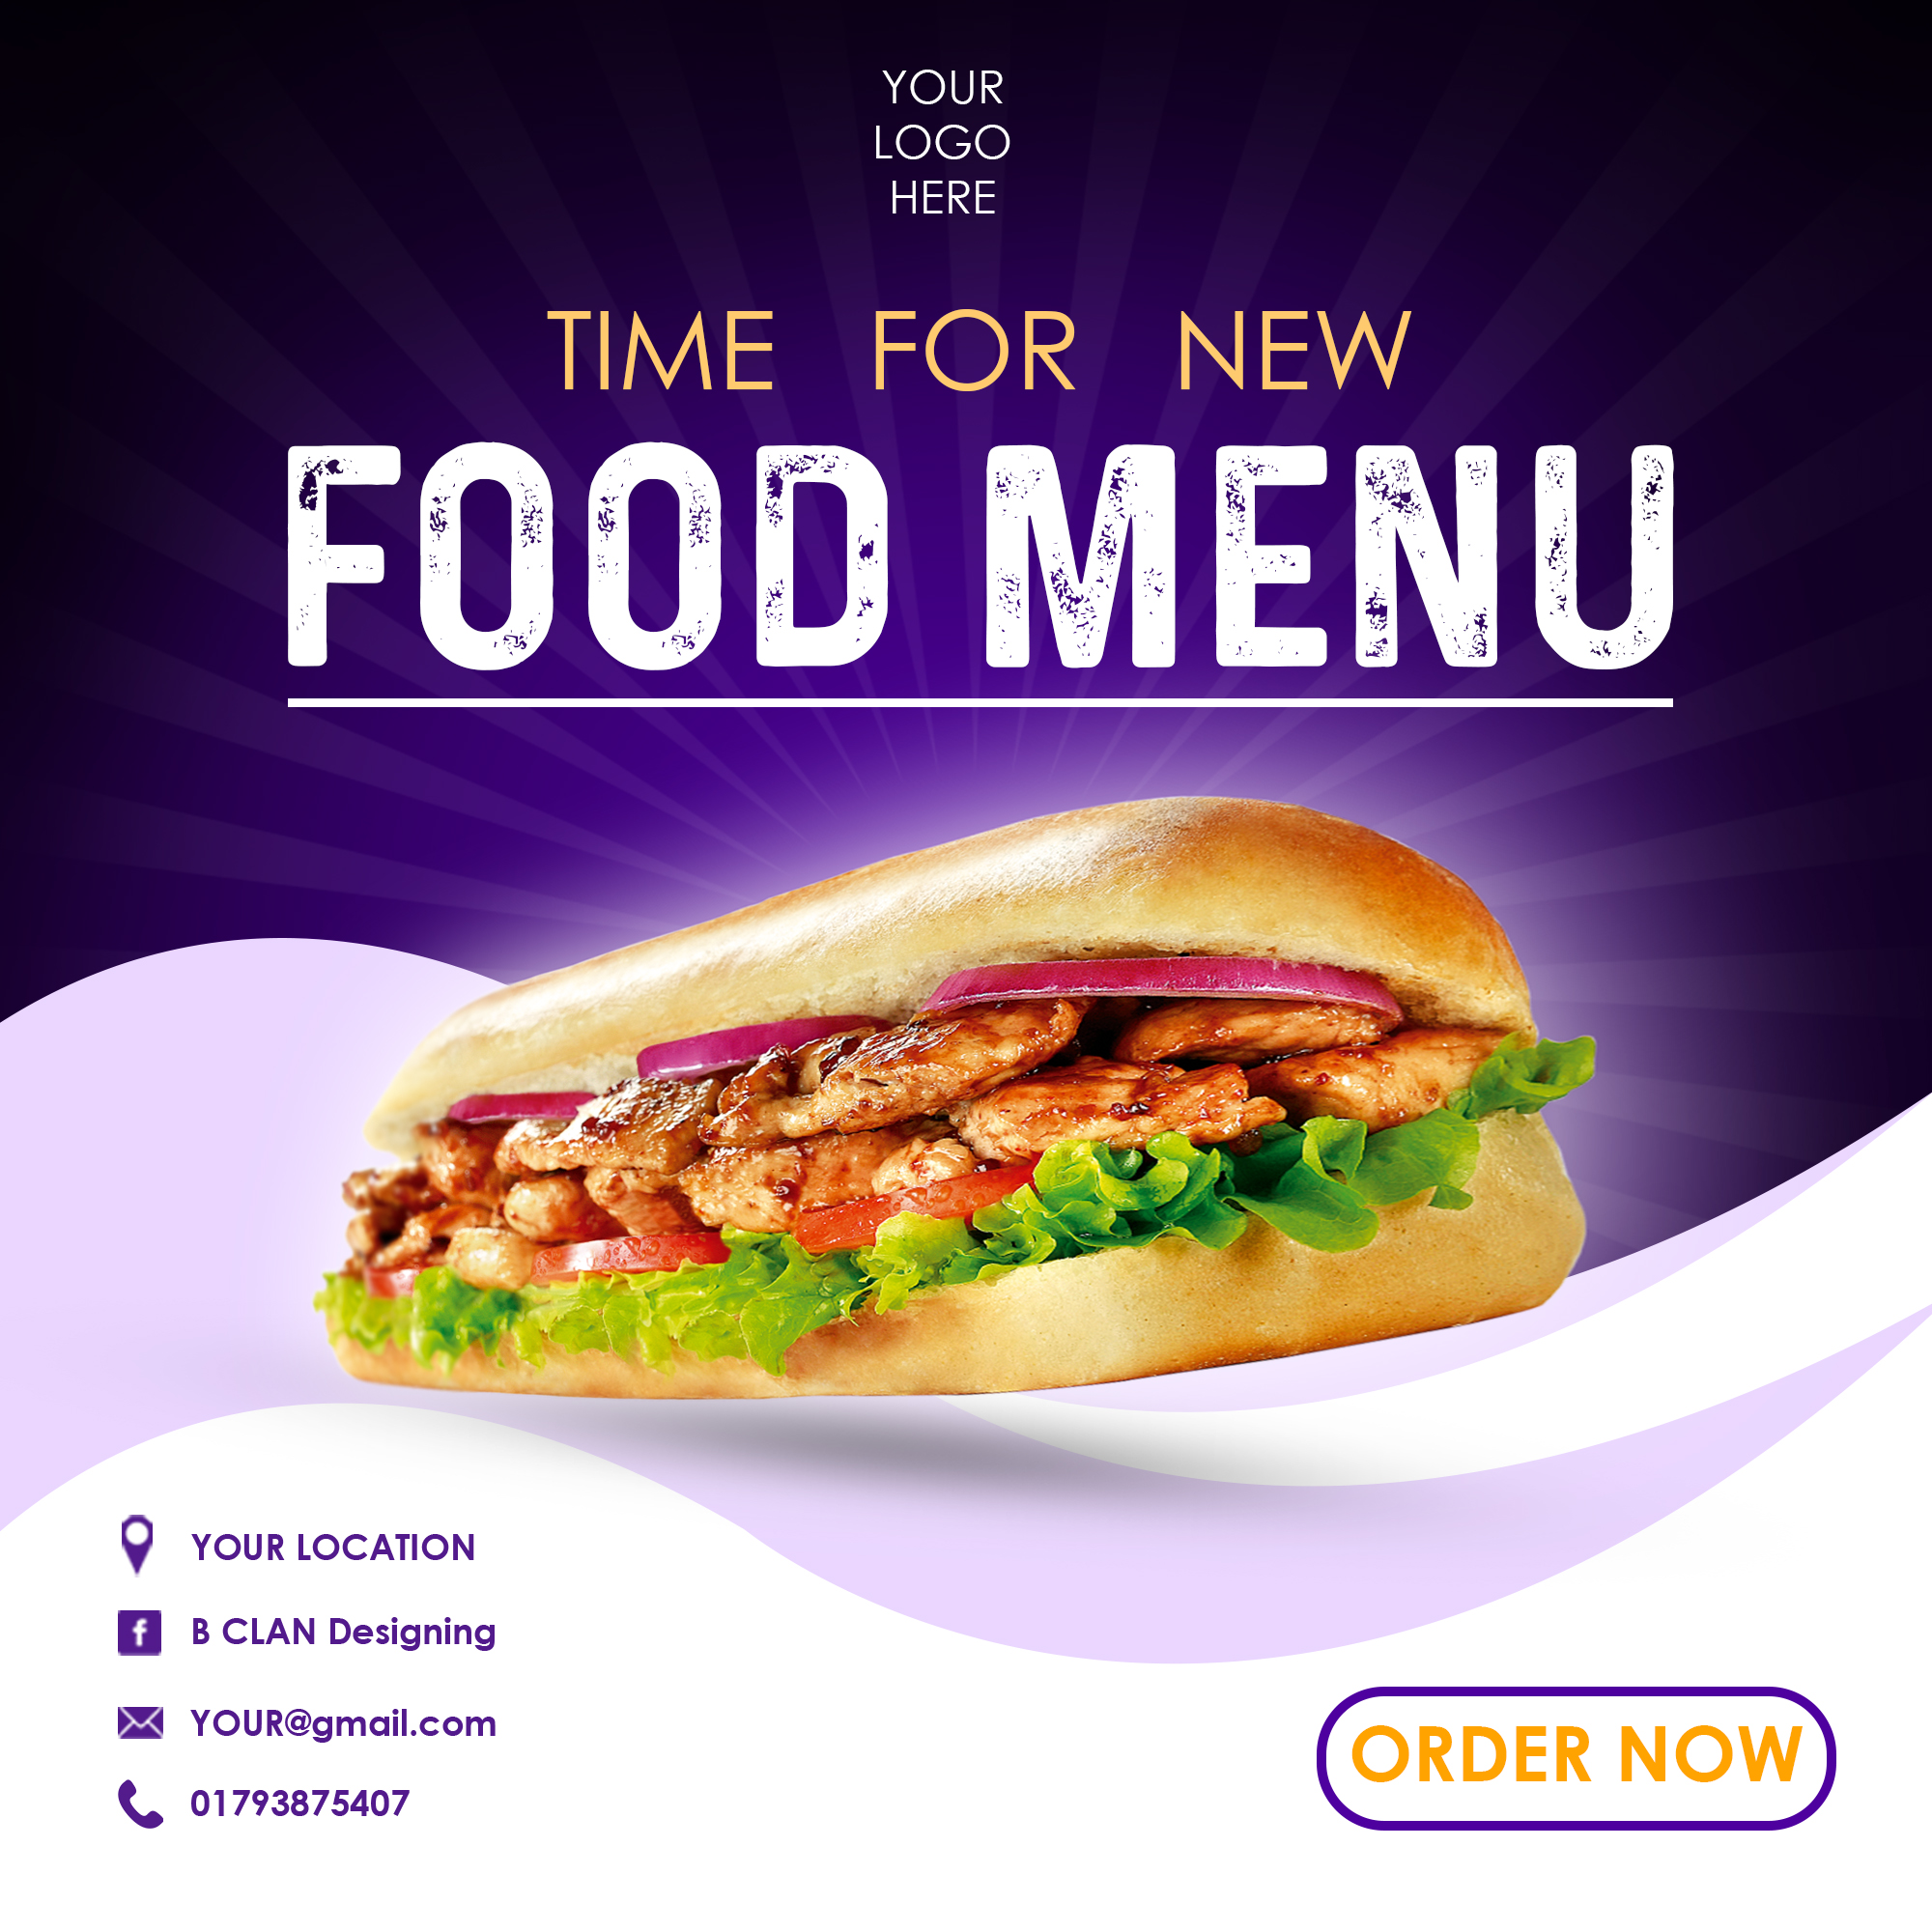 YOUR
LOGO
HERE
TIME FOR NEW
FOOD MENU
YOUR LOCATION
B CLAN Designing
YOUR@gmail.com
01793875407
ORDER NOW